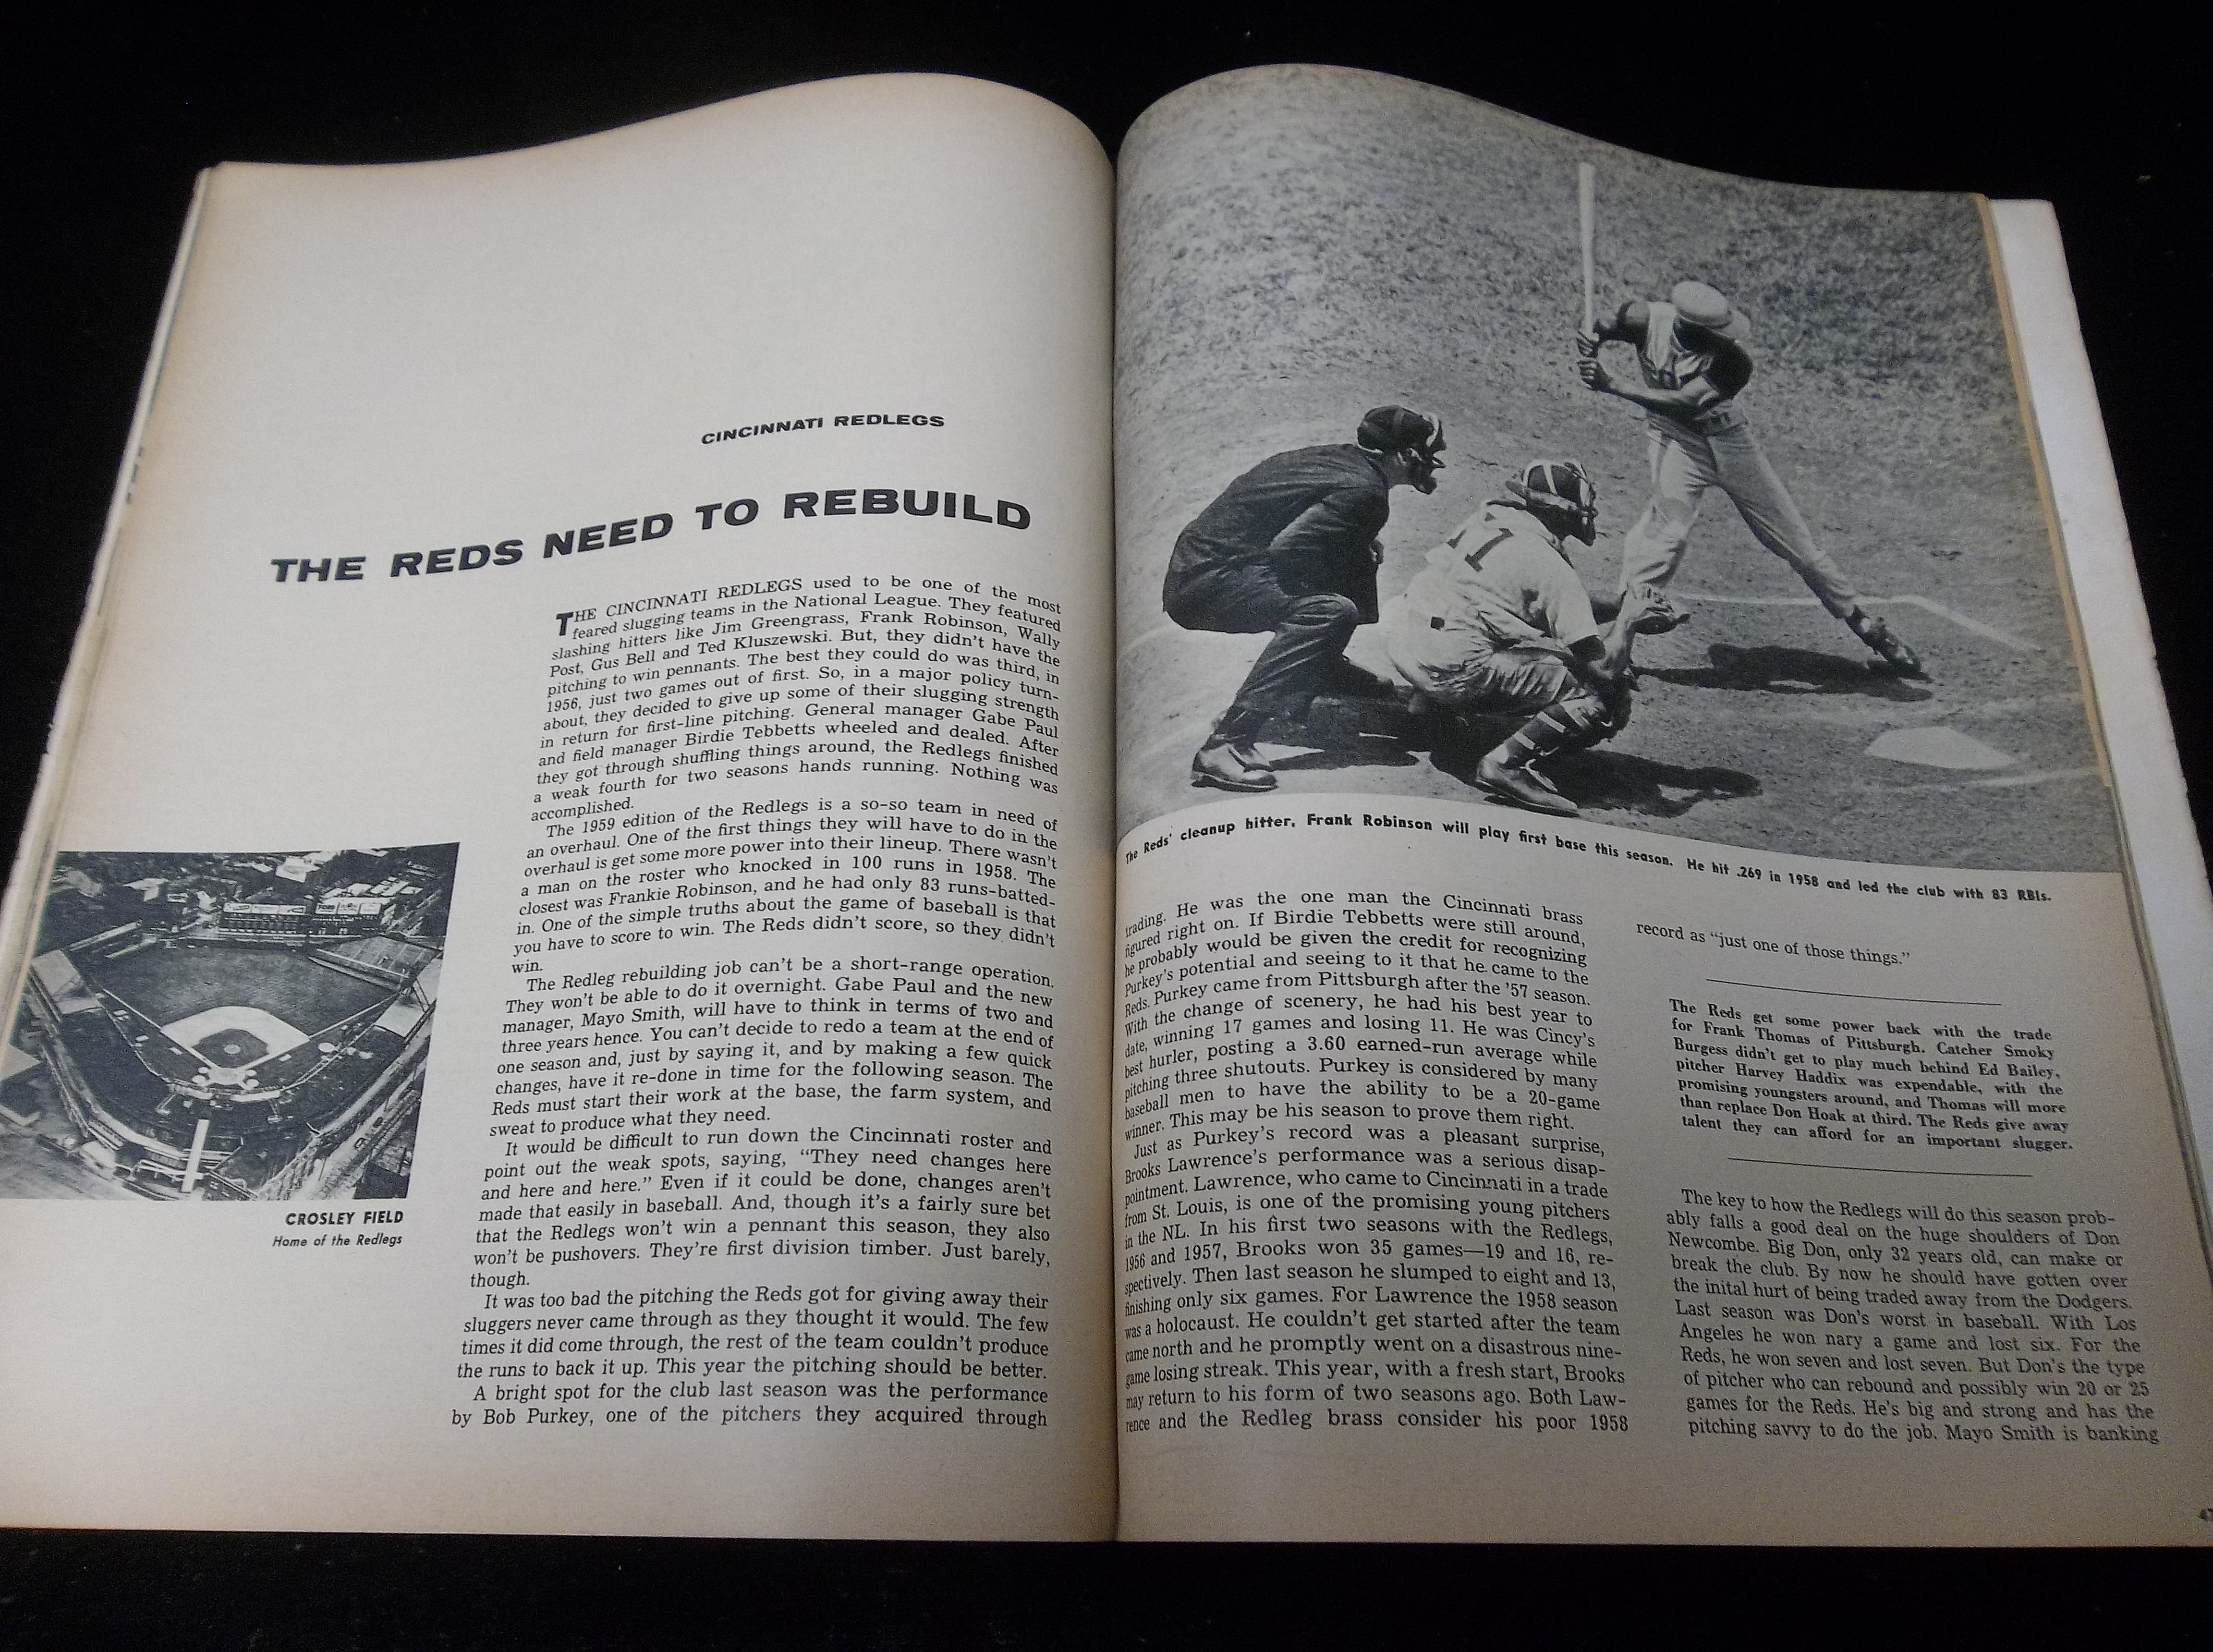 CINCINNATI REDLEGS
THE REDS NEED TO REBUILD
THE CINCINNATI REDLEGS used to be one of the most
feared slugging teams in the National League. They featured
slashing hitters like Jim Greengrass, Frank Robinson, Wally
Post, Gus Bell and Ted Kluszewski. But, they didn't have the
pitching to win pennants. The best they could do was third, in
1956, just two games out of first. So, in a major policy turn-
about, they decided to give up some of their slugging strength
in return for first-line pitching. General manager Gabe Paul
and field manager Birdie Tebbetts wheeled and dealed. After
they got through shuffling things around, the Redlegs finished
a weak fourth for two seasons hands running. Nothing was
accomplished.
The 1959 edition of the Redlegs is a so-so team in need of
an overhaul. One of the first things they will have to do in the
overhaul is get some more power into their lineup. There wasn't
a man on the roster who knocked in 100 runs in 1958. The
closest was Frankie Robinson, and he had only 83 runs-batted-
in. One of the simple truths about the game of baseball is that
you have to score to win. The Reds didn't score, so they didn't
win.
The Redleg rebuilding job can't be a short-range operation.
They won't be able to do it overnight. Gabe Paul and the new
manager, Mayo Smith, will have to think in terms of two and
three years hence. You can't decide to redo a team at the end of
one season and, just by saying it, and by making a few quick
changes, have it re-done in time for the following season. The
Reds must start their work at the base, the farm system, and
sweat to produce what they need.
It would be difficult to run down the Cincinnati roster and
point out the weak spots, saying, "They need changes here
and here and here." Even if it could be done, changes aren't
made that easily in baseball. And, though it's a fairly sure bet
that the Redlegs won't win a pennant this season, they also
won't be pushovers. They're first division timber. Just barely,
though.
It was too bad the pitching the Reds got for giving away their
sluggers never came through as they thought it would. The few
times it did come through, the rest of the team couldn't produce
the runs to back it up. This year the pitching should be better.
A bright spot for the club last season was the performance
by Bob Purkey, one of the pitchers they acquired through
CROSLEY FIELD
Home of the Redlegs
11
The Reds' cleanup hitter, Frank Robinson will play first base this season. He hit .269 in 1958 and led the club with 83 RBIs.
trading. He was the one man the Cincinnati brass
figured right on. If Birdie Tebbetts were still around,
he probably would be given the credit for recognizing
Purkey's potential and seeing to it that he came to the
Reds. Purkey came from Pittsburgh after the '57 season.
With the change of scenery, he had his best year to
date, winning 17 games and losing 11. He was Cincy's
best hurler, posting a 3.60 earned-run average while
pitching three shutouts. Purkey is considered by many
baseball men to have the ability to be a 20-game
winner. This may be his season to prove them right.
Just as Purkey's record was a pleasant surprise,
Brooks Lawrence's performance was a serious disap-
pointment. Lawrence, who came to Cincinnati in a trade
from St. Louis, is one of the promising young pitchers
in the NL. In his first two seasons with the Redlegs,
1956 and 1957, Brooks won 35 games—19 and 16, re-
spectively. Then last season he slumped to eight and 13,
finishing only six games. For Lawrence the 1958 season
was a holocaust. He couldn't get started after the team
came north and he promptly went on a disastrous nine-
game losing streak. This year, with a fresh start, Brooks
may return to his form of two seasons ago. Both Law-
rence and the Redleg brass consider his poor 1958
record as "just one of those things."
The Reds get some power back with the trade
for Frank Thomas of Pittsburgh. Catcher Smoky
Burgess didn't get to play much behind Ed Bailey,
pitcher Harvey Haddix was expendable, with the
promising youngsters around, and Thomas will more
than replace Don Hoak at third. The Reds give away
talent they can afford for an important slugger.
The key to how the Redlegs will do this season prob-
ably falls a good deal on the huge shoulders of Don
Newcombe. Big Don, only 32 years old, can make or
break the club. By now he should have gotten over
the inital hurt of being traded away from the Dodgers.
Last season was Don's worst in baseball. With Los
Angeles he won nary a game and lost six. For the
Reds, he won seven and lost seven. But Don's the type
of pitcher who can rebound and possibly win 20 or 25
games for the Reds. He's big and strong and has the
pitching savvy to do the job. Mayo Smith is banking
47